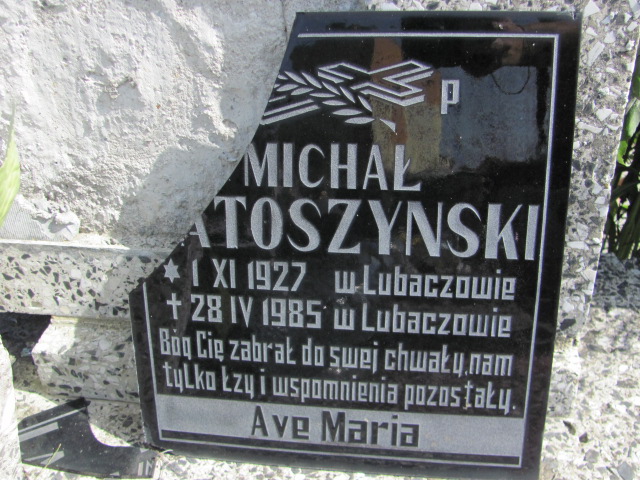 P
MICHAŁ
ATOSZYNSKI
1 XI 1927 w Lubaczowie
28 IV 1985 w Lubaczowie
Bóg Cię zabrał do swej chwały, nam
tylko łzy i wspomnienia pozostały.
Ave Maria